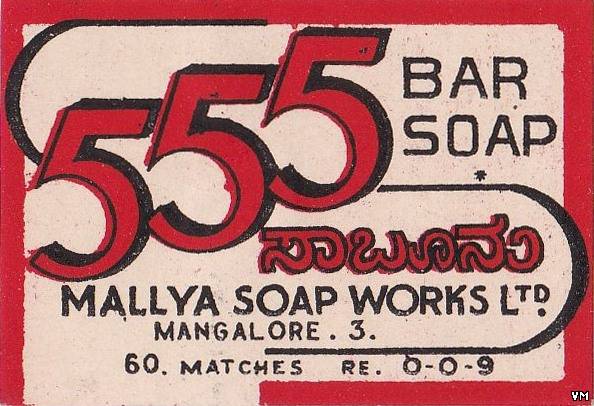 555
BAR
SOAP
ಸಾಬೂನು
MALLYA SOAP WORKS LTD.
MANGALORE. 3.
60. MATCHES RE. 0-0-9
VM